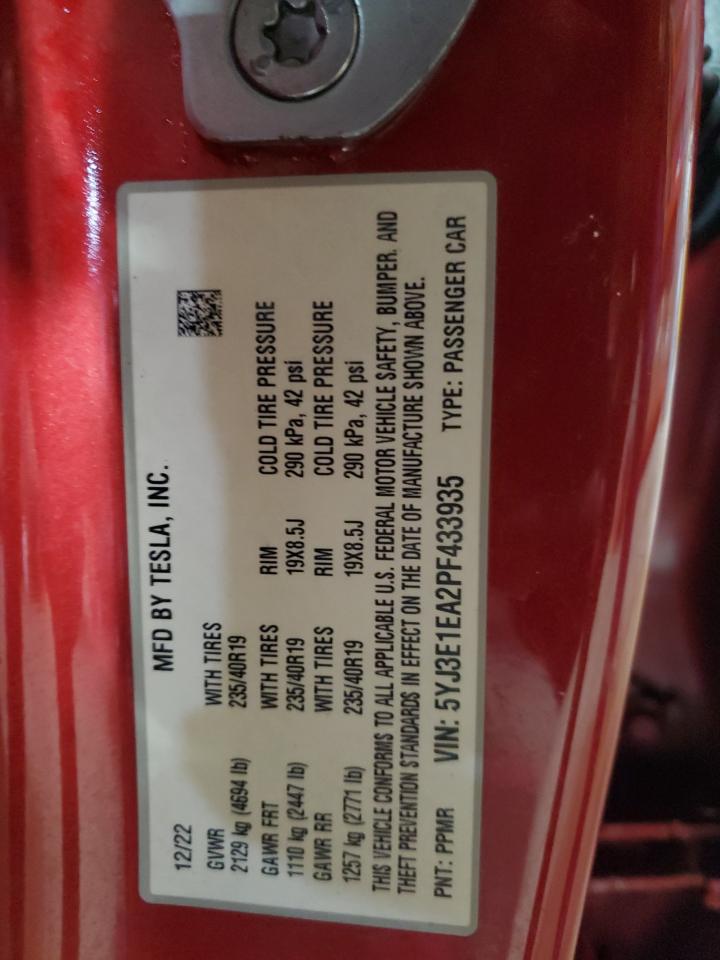 MFD BY TESLA, INC.
12/22
GVWR WITH TIRES
2129 kg (4694 lb) 235/40R19
GAWR FRT WITH TIRES RIM COLD TIRE PRESSURE
1110 kg (2447 lb) 235/40R19 19X8.5J 290 kPa, 42 psi
GAWR RR WITH TIRES RIM COLD TIRE PRESSURE
1257 kg (2771 lb) 235/40R19 19X8.5J 290 kPa, 42 psi
THIS VEHICLE CONFORMS TO ALL APPLICABLE U.S. FEDERAL MOTOR VEHICLE SAFETY, BUMPER. AND
THEFT PREVENTION STANDARDS IN EFFECT ON THE DATE OF MANUFACTURE SHOWN ABOVE.
PNT: PPMR VIN: 5YJ3E1EA2PF433935 TYPE: PASSENGER CAR